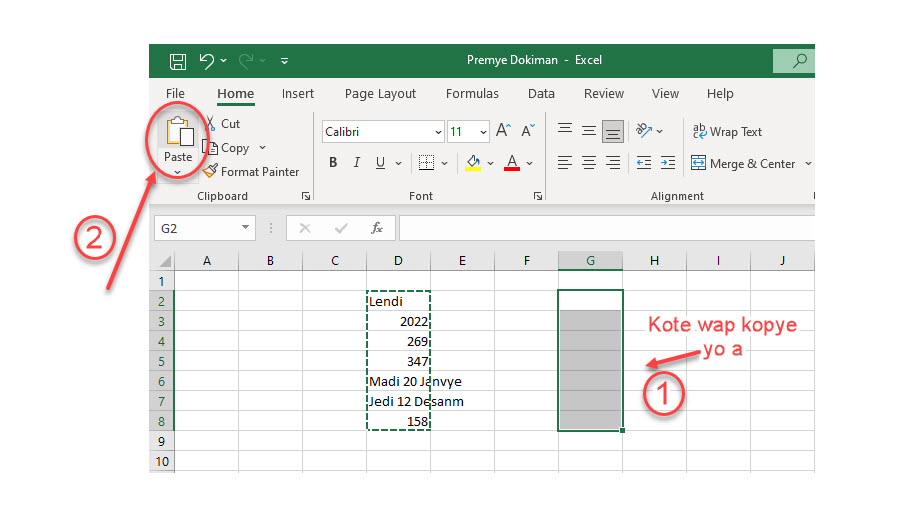 Premye Dokiman - Excel
File Home Insert Page Layout Formulas Data Review View Help
Paste
Cut
Copy
Format Painter
Clipboard
Calibri 11 A A
B I U A
Font
ab Wrap Text
Merge & Center
Alignment
G2 fx
A B C D E F G H I J
1
2 Lendi
3 2022
4 269
5 347
6 Madi 20 Janvye
7 Jedi 12 Desanm
8 158
9
10
Kote wap kopye
yo a
1
2